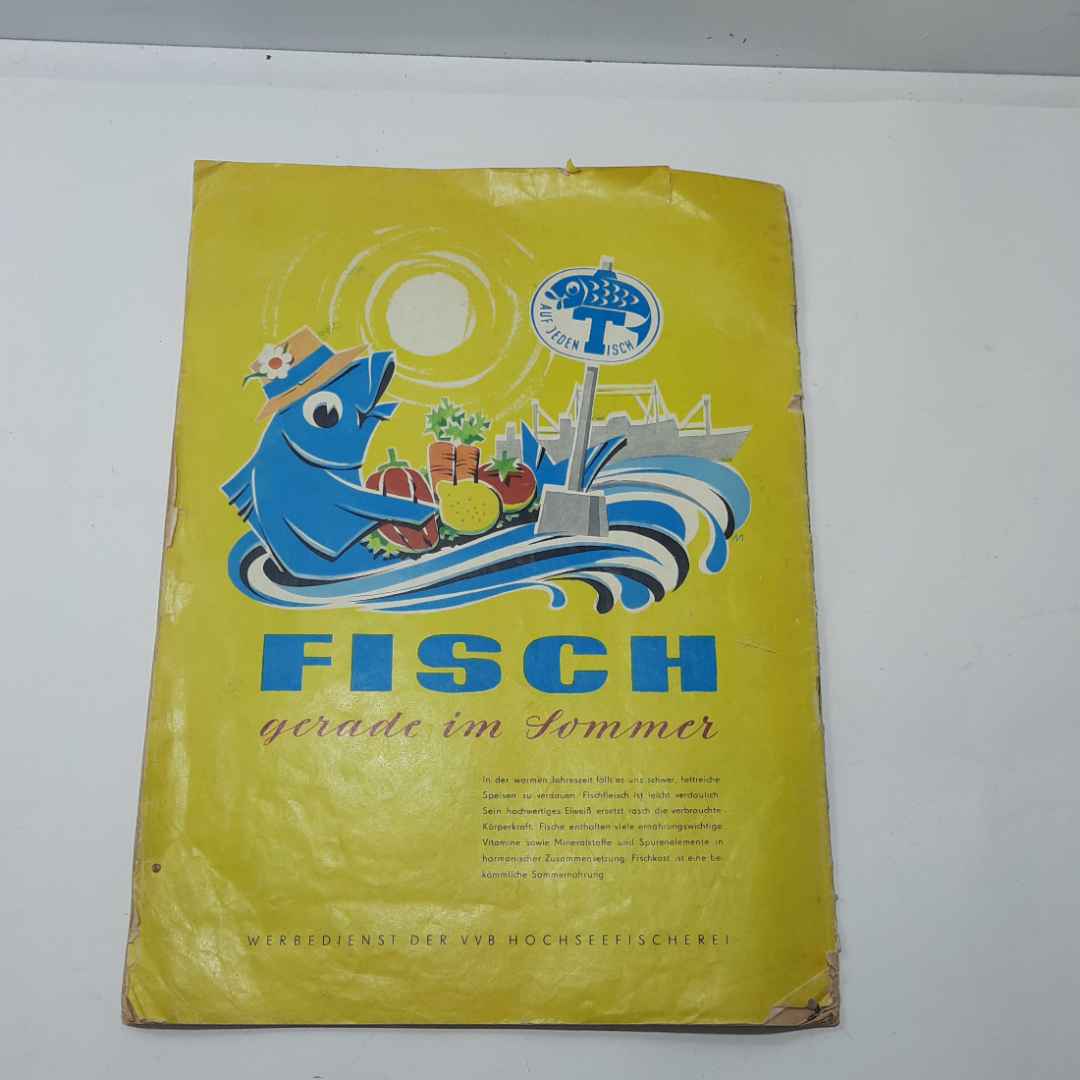 AUF JEDEN TISCH
M
FISCH
gerade im Sommer
In der warmen Jahreszeit fällt es uns schwer, fettreiche
Speisen zu verdauen. Fischfleisch ist leicht verdaulich.
Sein hochwertiges Eiweiß ersetzt rasch die verbrauchte
Körperkraft. Fische enthalten viele ernährungswichtige
Vitamine sowie Mineralstoffe und Spurenelemente in
harmonischer Zusammensetzung. Fischkost ist eine be-
kömmliche Sommernahrung.
WERBEDIENST DER VVB HOCHSEEFISCHEREI